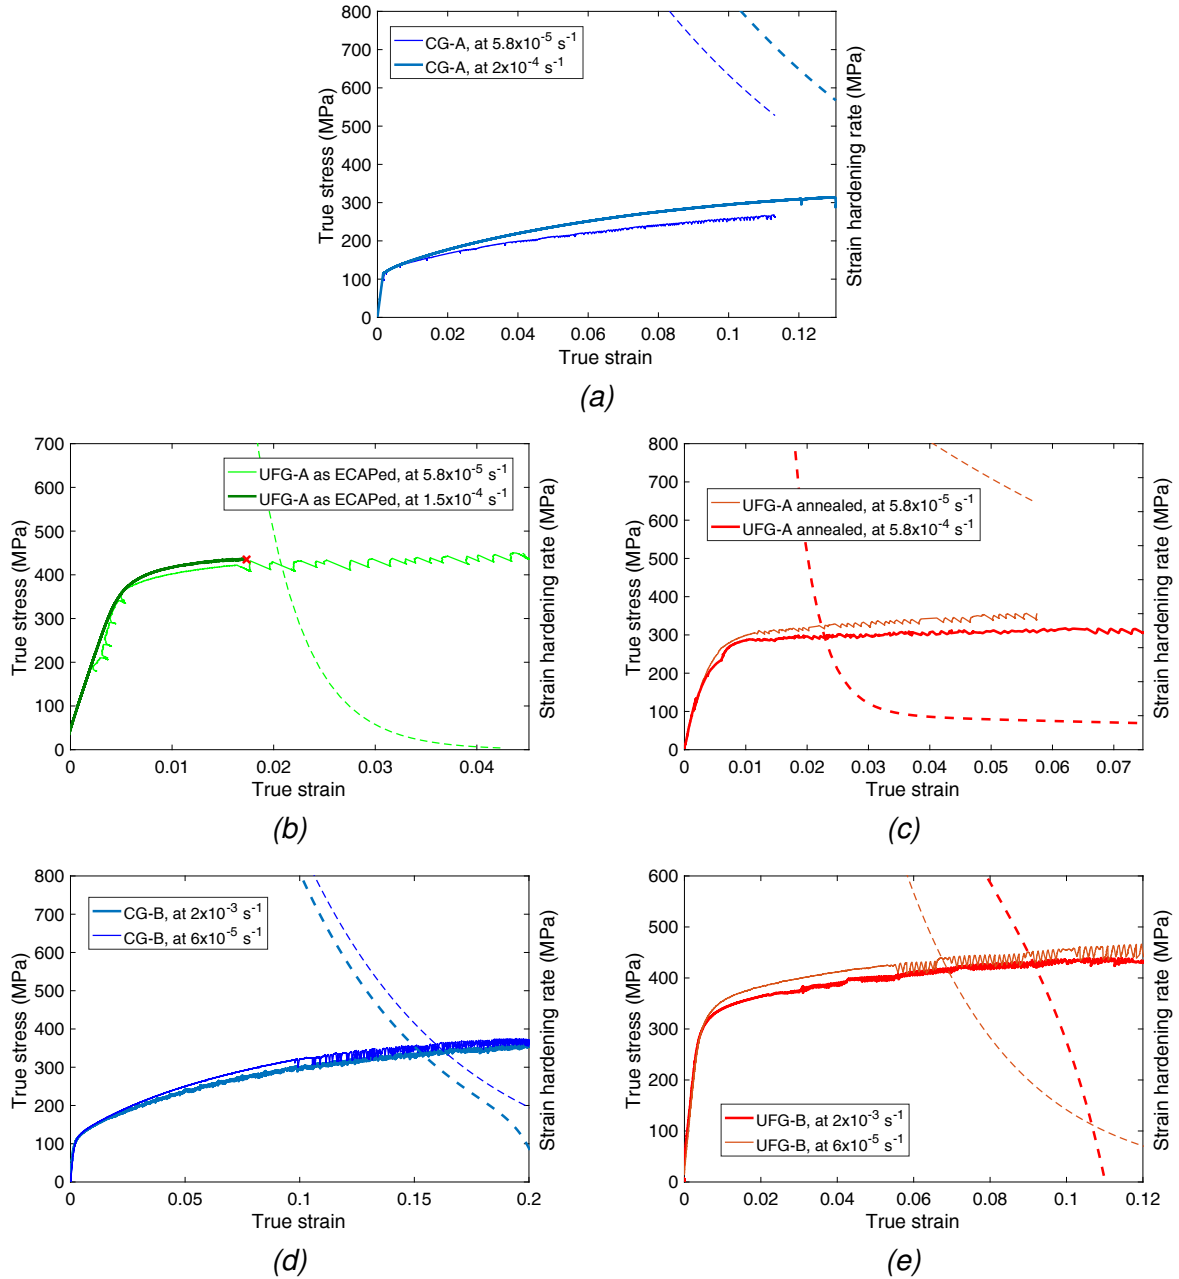 800
700
600
500
400
300
200
100
0
True stress (MPa)
CG-A, at 5.8x10⁻⁵ s⁻¹
CG-A, at 2x10⁻⁴ s⁻¹
Strain hardening rate (MPa)
0 0.02 0.04 0.06 0.08 0.1 0.12
True strain
(a)
700
600
500
400
300
200
100
0
True stress (MPa)
UFG-A as ECAPed, at 5.8x10⁻⁵ s⁻¹
UFG-A as ECAPed, at 1.5x10⁻⁴ s⁻¹
Strain hardening rate (MPa)
0 0.01 0.02 0.03 0.04
True strain
(b)
800
700
600
500
400
300
200
100
0
True stress (MPa)
UFG-A annealed, at 5.8x10⁻⁵ s⁻¹
UFG-A annealed, at 5.8x10⁻⁴ s⁻¹
Strain hardening rate (MPa)
0 0.01 0.02 0.03 0.04 0.05 0.06 0.07
True strain
(c)
800
700
600
500
400
300
200
100
0
True stress (MPa)
CG-B, at 2x10⁻³ s⁻¹
CG-B, at 6x10⁻⁵ s⁻¹
Strain hardening rate (MPa)
0 0.05 0.1 0.15 0.2
True strain
(d)
600
500
400
300
200
100
0
True stress (MPa)
UFG-B, at 2x10⁻³ s⁻¹
UFG-B, at 6x10⁻⁵ s⁻¹
Strain hardening rate (MPa)
0 0.02 0.04 0.06 0.08 0.1 0.12
True strain
(e)